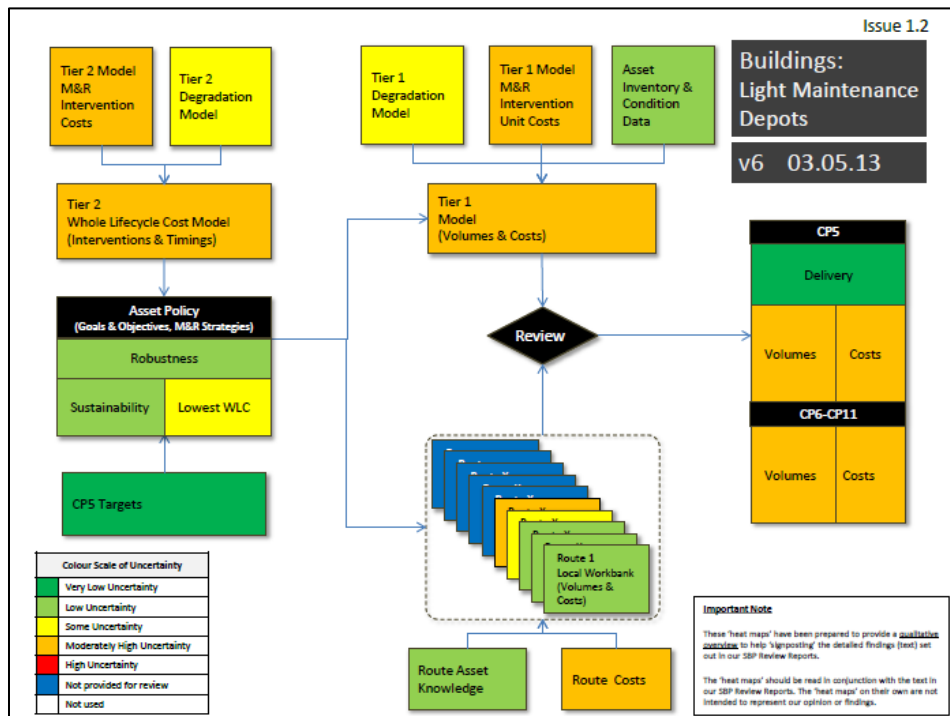 Issue 1.2
Buildings:
Light Maintenance
Depots
v6 03.05.13
Tier 2 Model
M&R
Intervention
Costs
Tier 2
Degradation
Model
Tier 1
Degradation
Model
Tier 1 Model
M&R
Intervention
Unit Costs
Asset
Inventory &
Condition
Data
Tier 2
Whole Lifecycle Cost Model
(Interventions & Timings)
Tier 1
Model
(Volumes & Costs)
Asset Policy
(Goals & Objectives, M&R Strategies)
Robustness
Sustainability
Lowest WLC
CP5 Targets
Review
CP5
Delivery
Volumes
Costs
CP6-CP11
Volumes
Costs
Route 1
Local Workbank
(Volumes &
Costs)
Route Asset
Knowledge
Route Costs
Colour Scale of Uncertainty
Very Low Uncertainty
Low Uncertainty
Some Uncertainty
Moderately High Uncertainty
High Uncertainty
Not provided for review
Not used
Important Note
These 'heat maps' have been prepared to provide a qualitative
overview to help 'signposting' the detailed findings (text) set
out in our SBP Review Reports.
The 'heat maps' should be read in conjunction with the text in
our SBP Review Reports. The 'heat maps' on their own are not
intended to represent our opinion or findings.